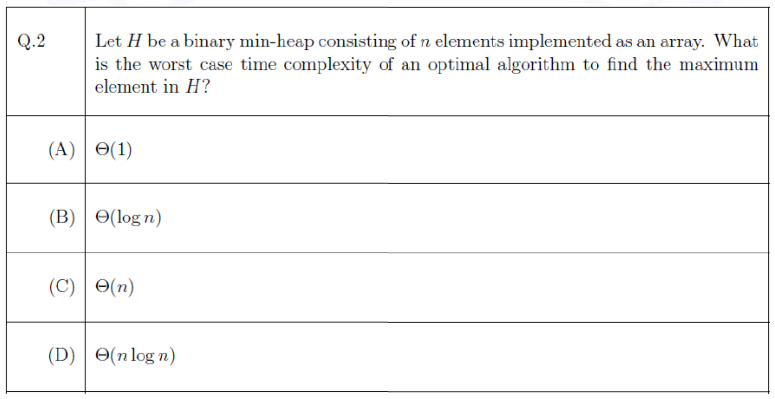 Q.2 Let H be a binary min-heap consisting of n elements implemented as an array. What
is the worst case time complexity of an optimal algorithm to find the maximum
element in H?
(A) Θ(1)
(B) Θ(log n)
(C) Θ(n)
(D) Θ(n log n)